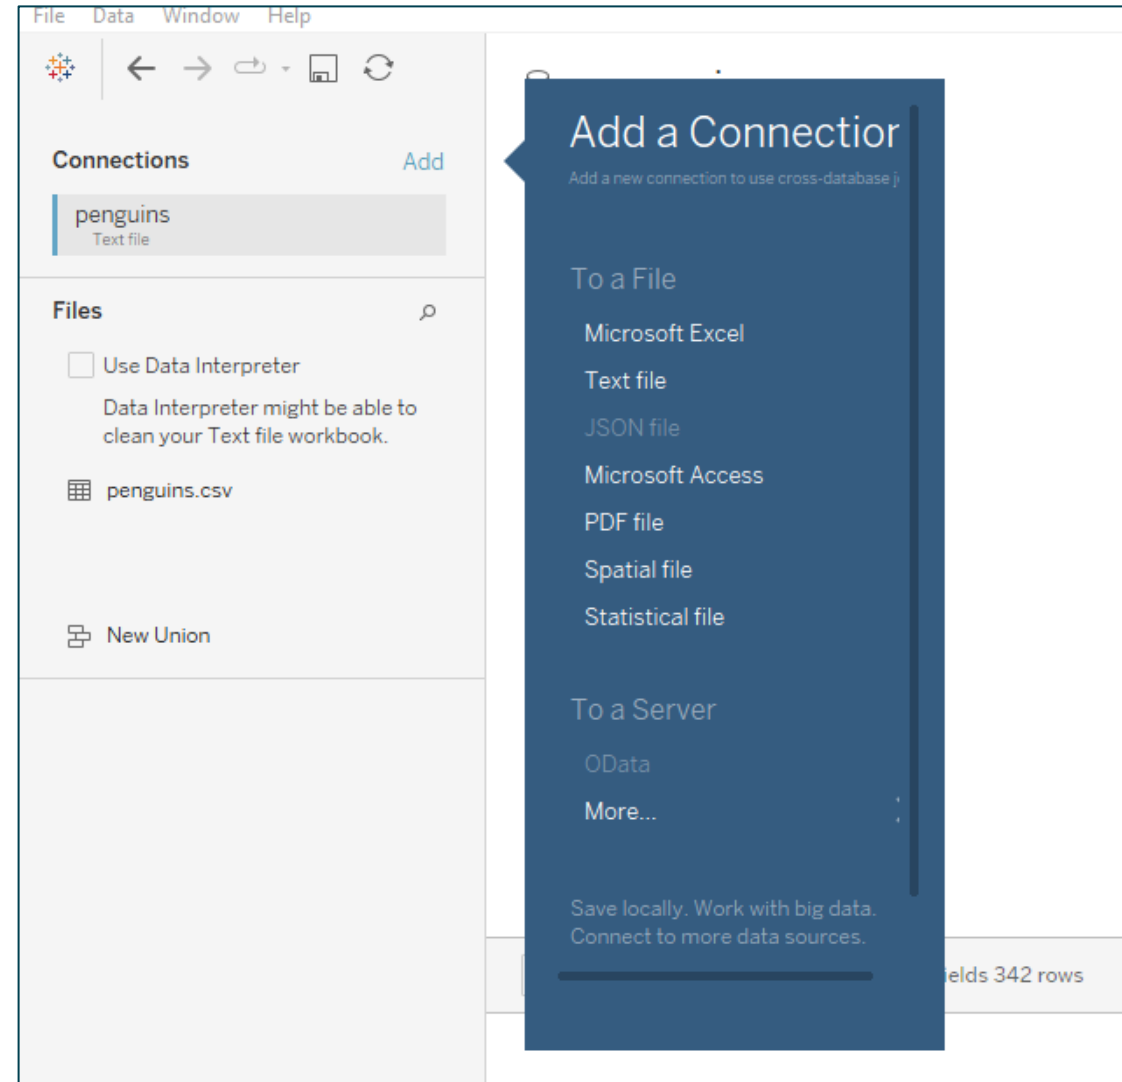 File Data Window Help
Connections Add
penguins
Text file
Files
Use Data Interpreter
Data Interpreter might be able to
clean your Text file workbook.
penguins.csv
New Union
Add a Connection
Add a new connection to use cross-database
To a File
Microsoft Excel
Text file
JSON file
Microsoft Access
PDF file
Spatial file
Statistical file
To a Server
OData
More...
Save locally. Work with big data.
Connect to more data sources.
ields 342 rows